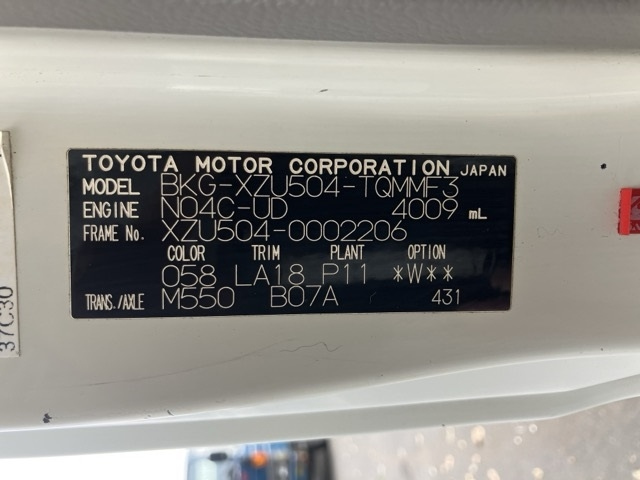 TOYOTA MOTOR CORPORATION JAPAN
MODEL BKG-XZU504-TQMMF3
ENGINE N04C-UD 4009 mL
FRAME No. XZU504-0002206
COLOR TRIM PLANT OPTION
058 LA18 P11 *W**
TRANS./AXLE M550 B07A 431
37C30